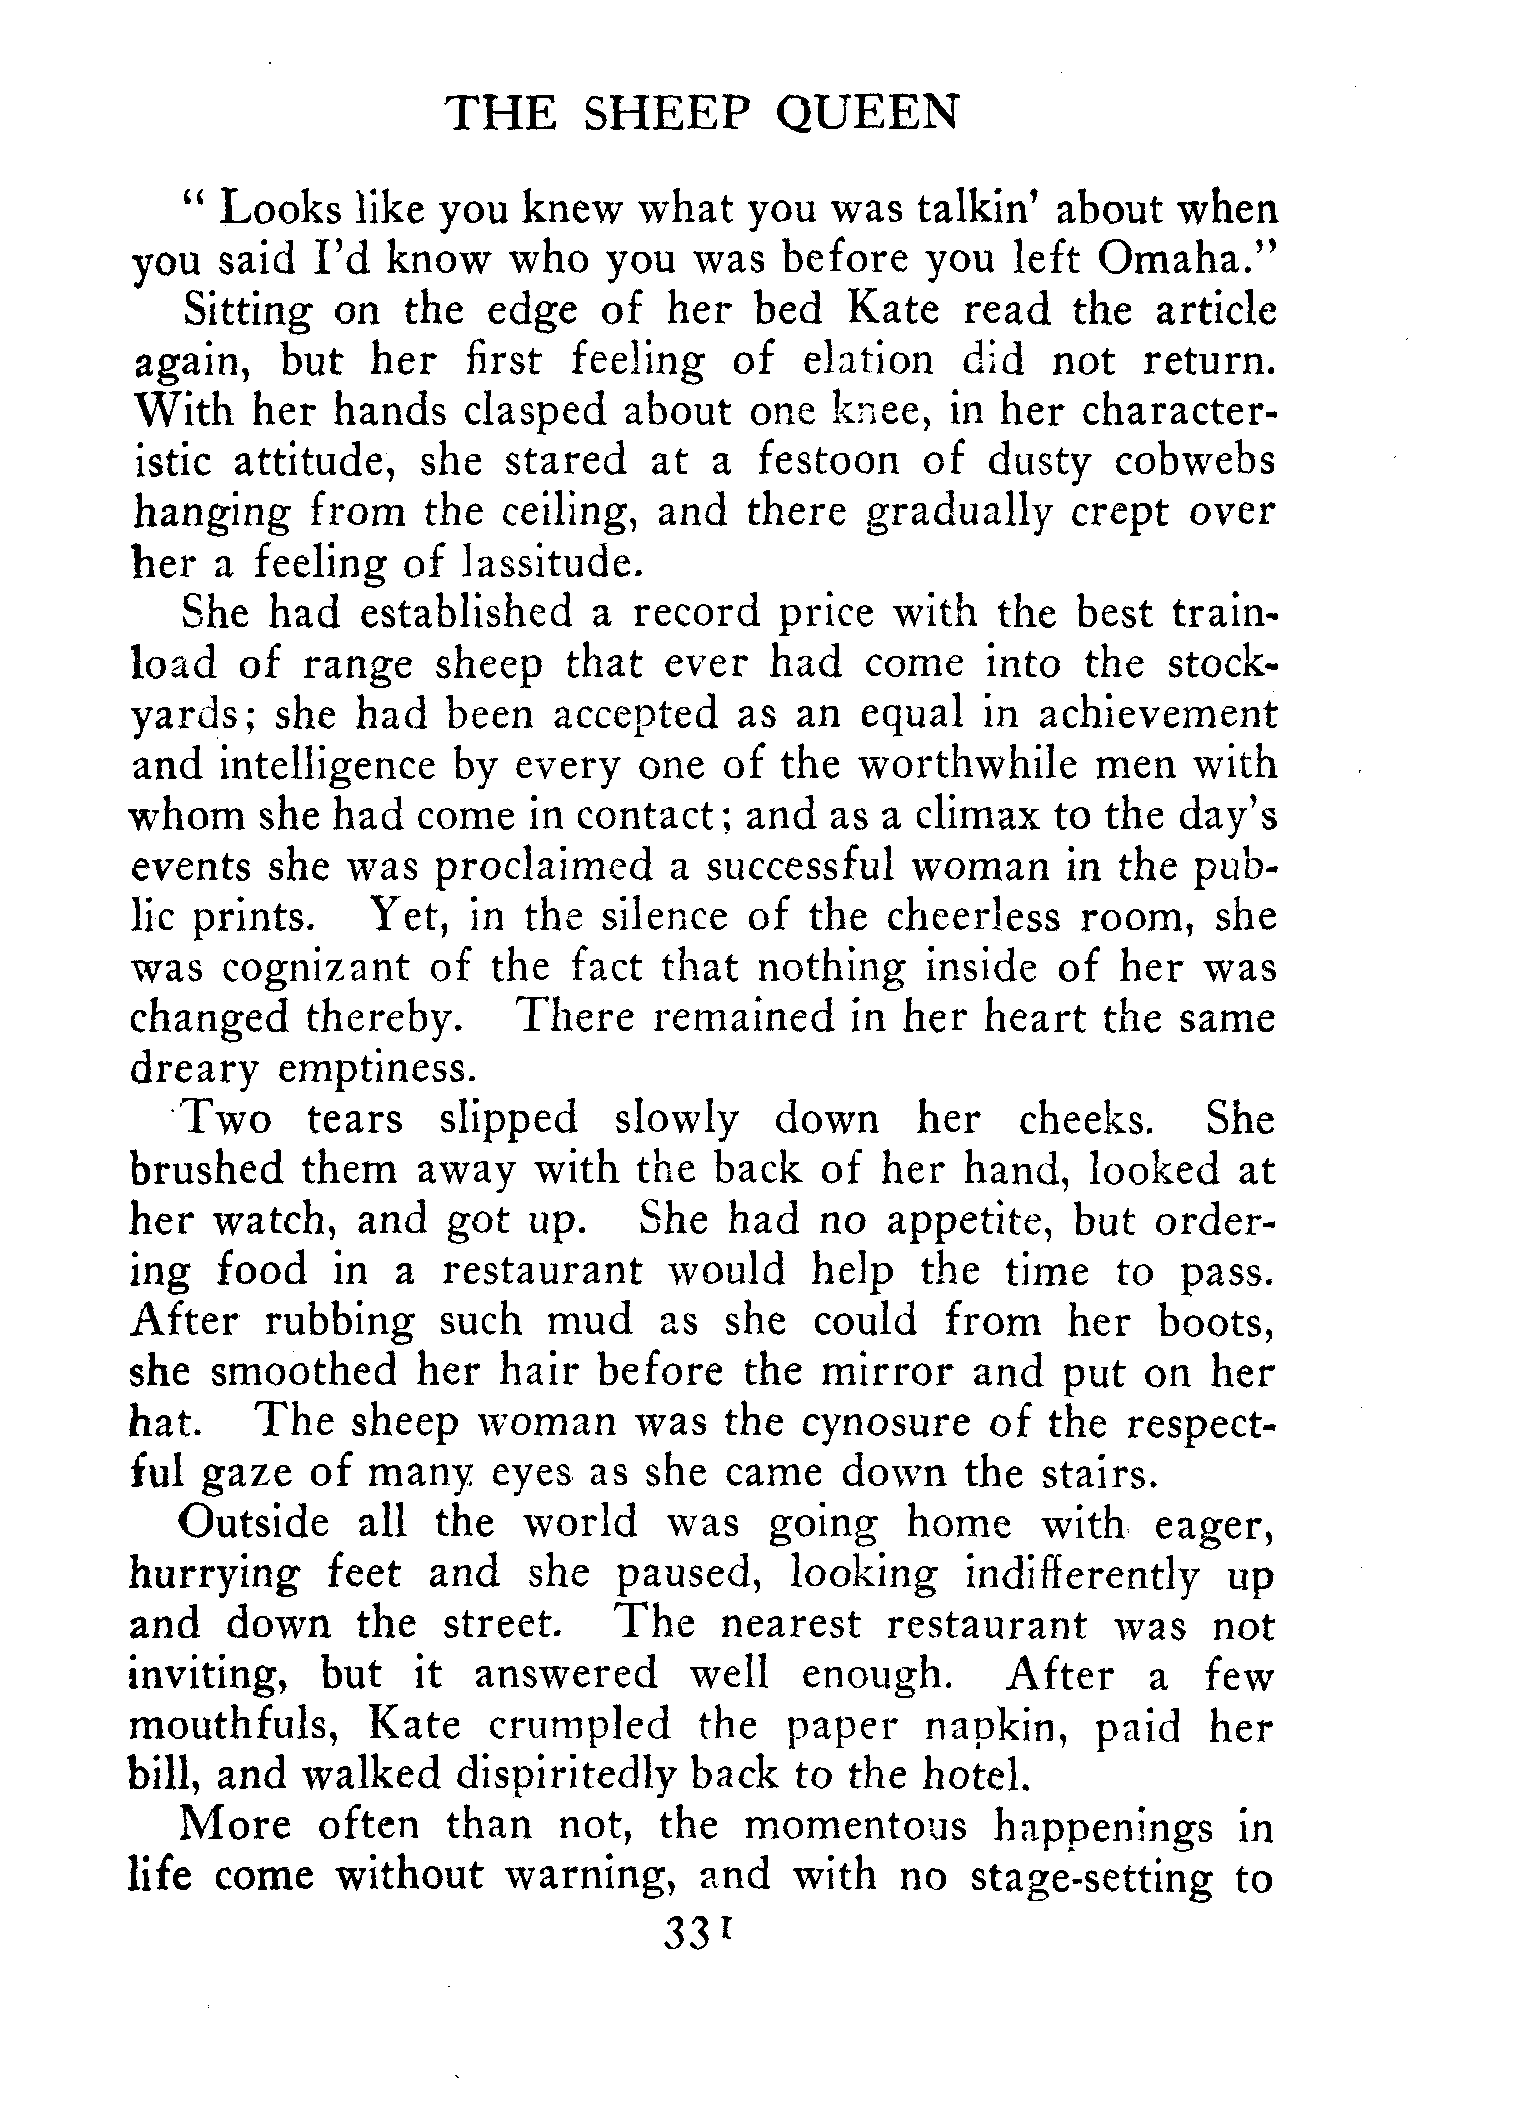 THE SHEEP QUEEN
" Looks like you knew what you was talkin' about when
you said I'd know who you was before you left Omaha."
Sitting on the edge of her bed Kate read the article
again, but her first feeling of elation did not return.
With her hands clasped about one knee, in her character-
istic attitude, she stared at a festoon of dusty cobwebs
hanging from the ceiling, and there gradually crept over
her a feeling of lassitude.
She had established a record price with the best train-
load of range sheep that ever had come into the stock-
yards; she had been accepted as an equal in achievement
and intelligence by every one of the worthwhile men with
whom she had come in contact; and as a climax to the day's
events she was proclaimed a successful woman in the pub-
lic prints. Yet, in the silence of the cheerless room, she
was cognizant of the fact that nothing inside of her was
changed thereby. There remained in her heart the same
dreary emptiness.
Two tears slipped slowly down her cheeks. She
brushed them away with the back of her hand, looked at
her watch, and got up. She had no appetite, but order-
ing food in a restaurant would help the time to pass.
After rubbing such mud as she could from her boots,
she smoothed her hair before the mirror and put on her
hat. The sheep woman was the cynosure of the respect-
ful gaze of many eyes as she came down the stairs.
Outside all the world was going home with eager,
hurrying feet and she paused, looking indifferently up
and down the street. The nearest restaurant was not
inviting, but it answered well enough. After a few
mouthfuls, Kate crumpled the paper napkin, paid her
bill, and walked dispiritedly back to the hotel.
More often than not, the momentous happenings in
life come without warning, and with no stage-setting to
331